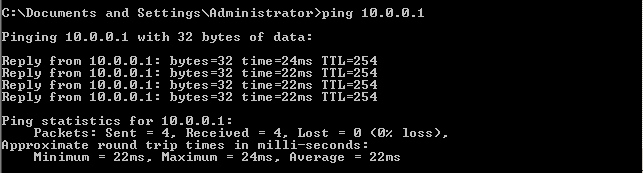 C:\Documents and Settings\Administrator>ping 10.0.0.1
Pinging 10.0.0.1 with 32 bytes of data:
Reply from 10.0.0.1: bytes=32 time=24ms TTL=254
Reply from 10.0.0.1: bytes=32 time=22ms TTL=254
Reply from 10.0.0.1: bytes=32 time=22ms TTL=254
Reply from 10.0.0.1: bytes=32 time=22ms TTL=254
Ping statistics for 10.0.0.1:
    Packets: Sent = 4, Received = 4, Lost = 0 (0% loss),
Approximate round trip times in milli-seconds:
    Minimum = 22ms, Maximum = 24ms, Average = 22ms